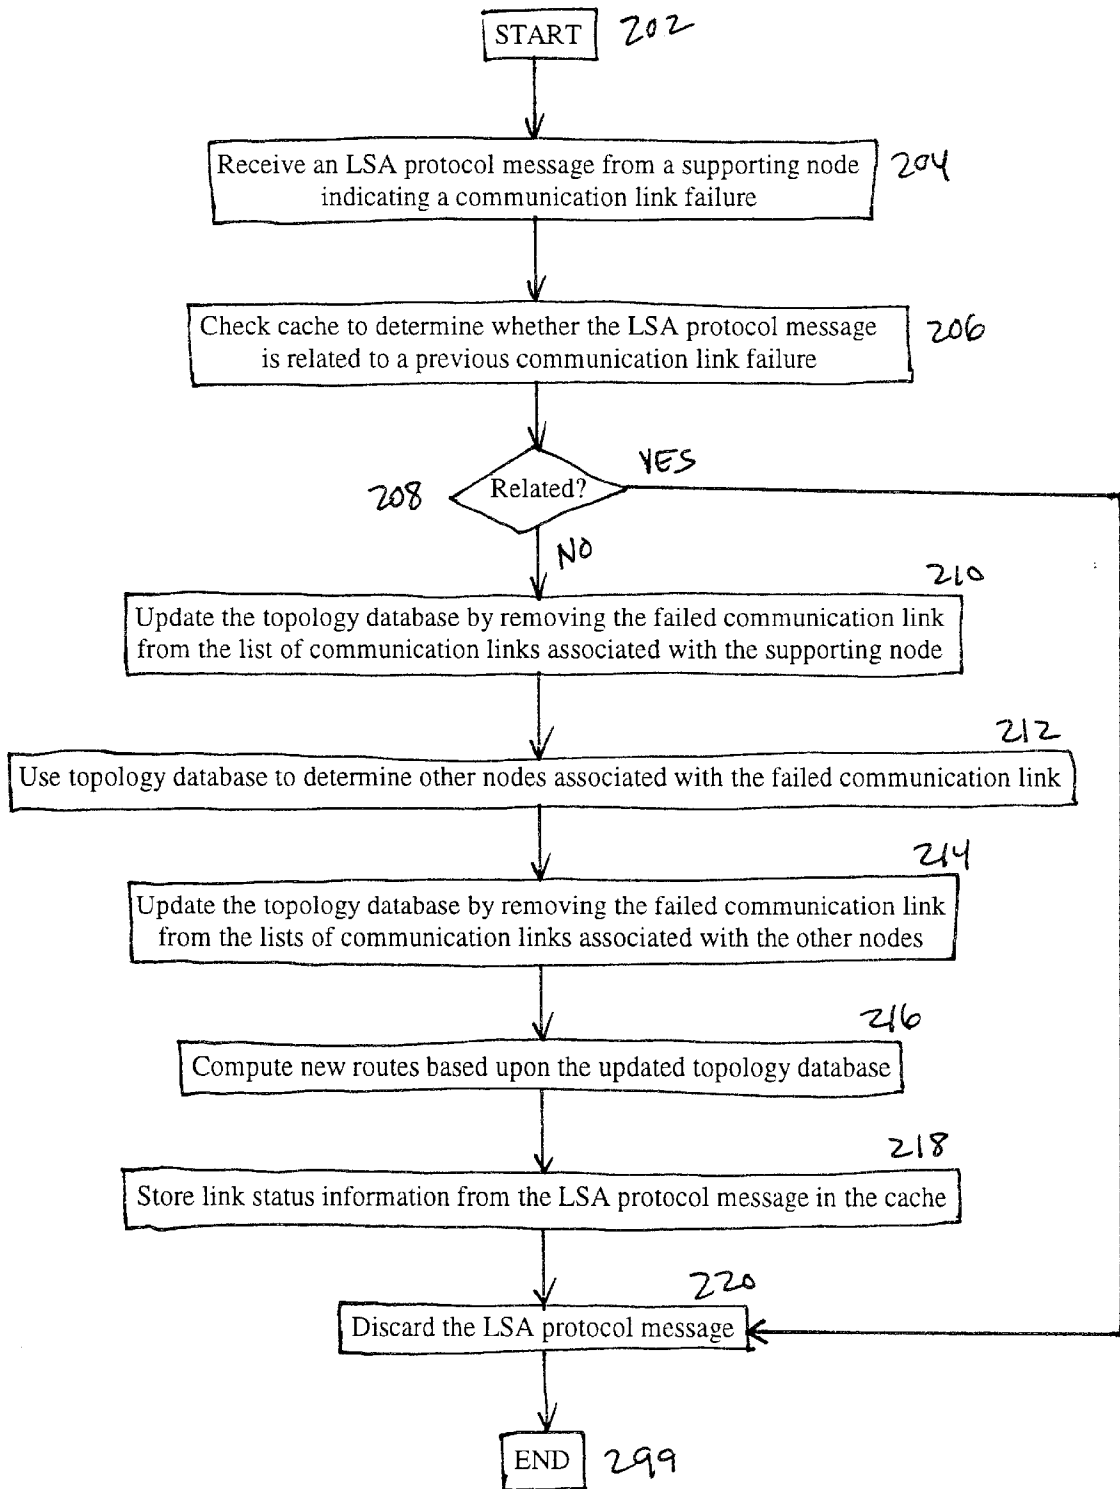 START 202
Receive an LSA protocol message from a supporting node 204
indicating a communication link failure
Check cache to determine whether the LSA protocol message 206
is related to a previous communication link failure
YES
208 Related?
NO
210
Update the topology database by removing the failed communication link
from the list of communication links associated with the supporting node
212
Use topology database to determine other nodes associated with the failed communication link
214
Update the topology database by removing the failed communication link
from the lists of communication links associated with the other nodes
216
Compute new routes based upon the updated topology database
218
Store link status information from the LSA protocol message in the cache
220
Discard the LSA protocol message
END 299